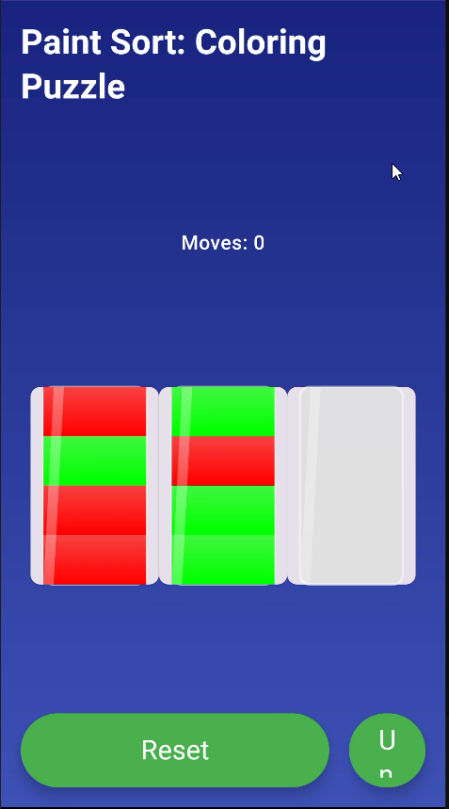 Paint Sort: Coloring
Puzzle
Moves: 0
Reset
U
n